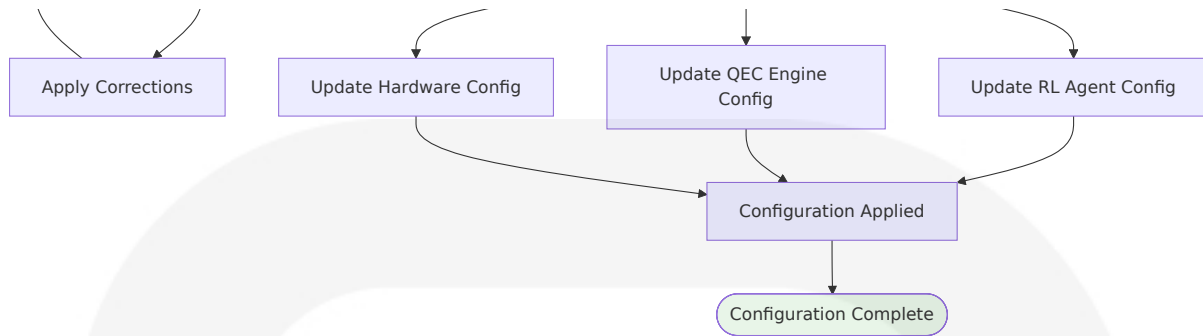 Apply Corrections
Update Hardware Config
Update QEC Engine
Config
Update RL Agent Config
Configuration Applied
Configuration Complete